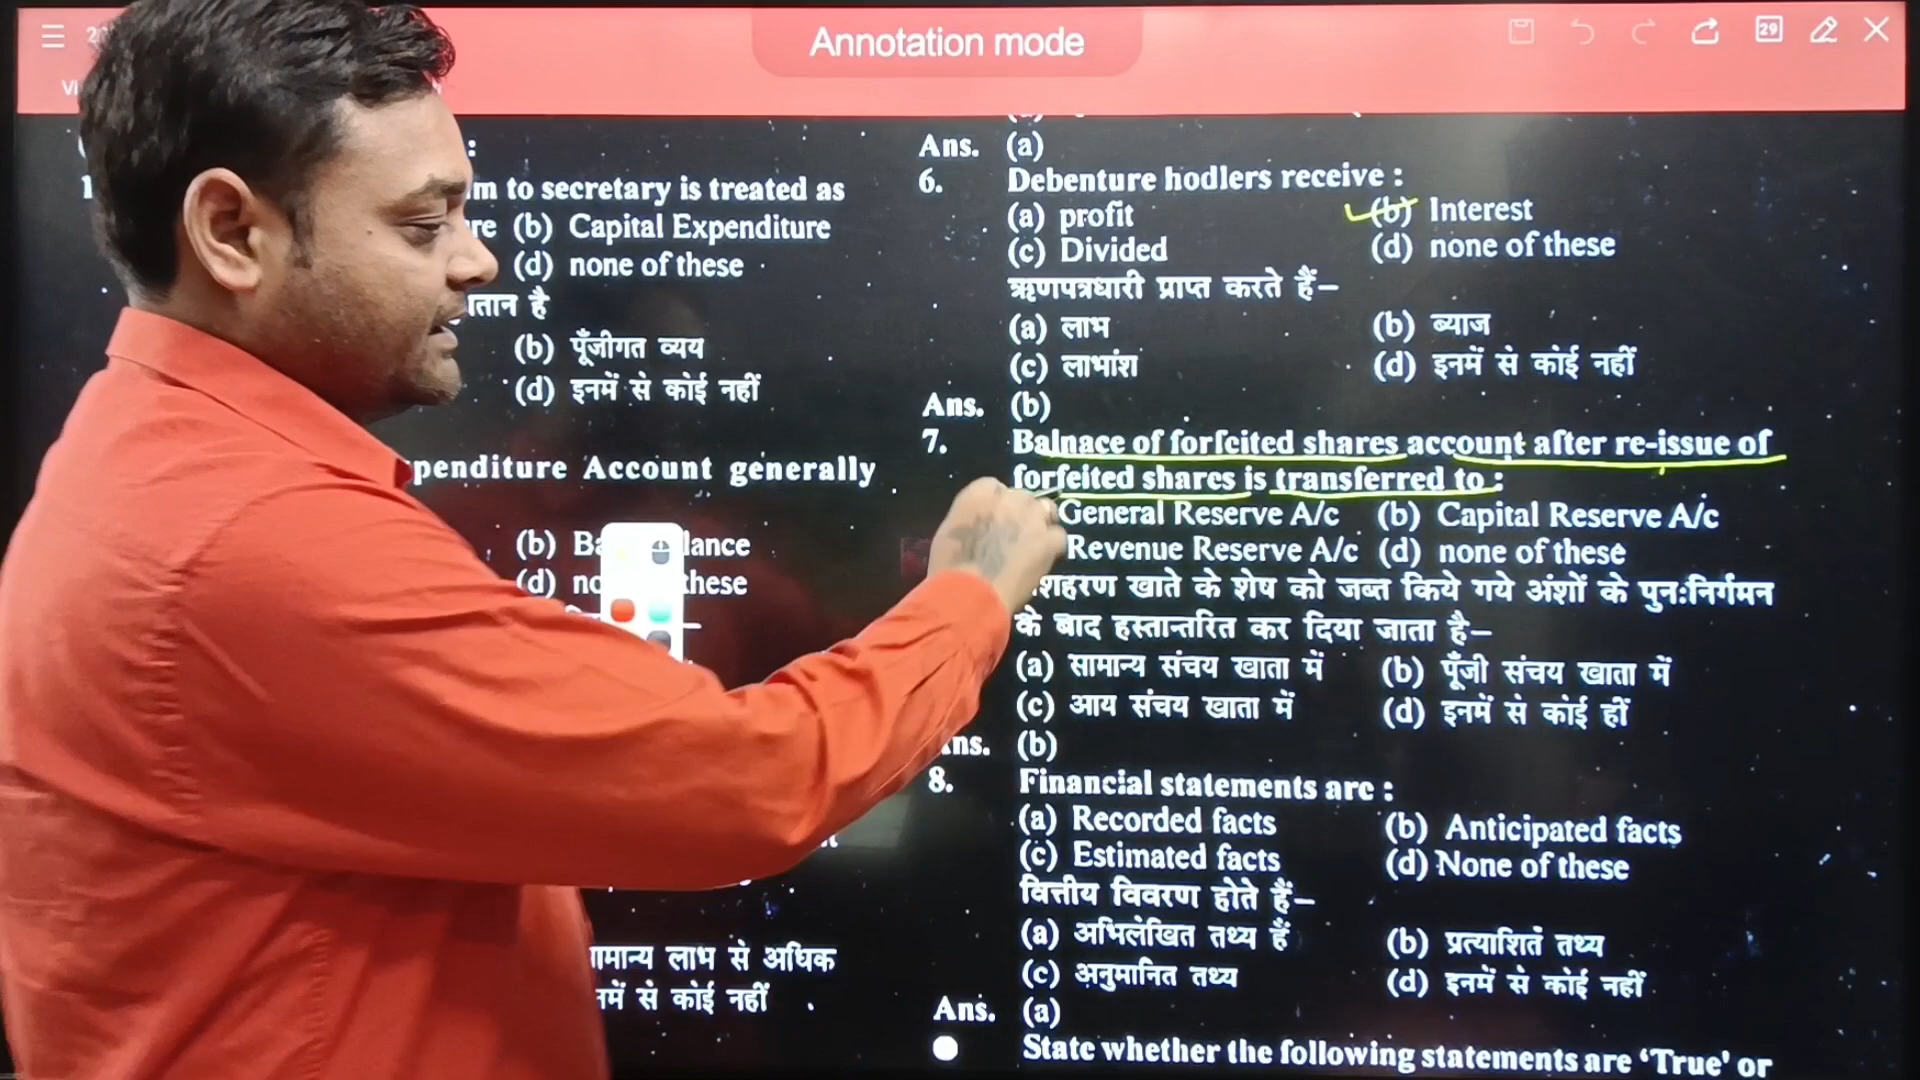 Annotation mode
29
m to secretary is treated as
re (b) Capital Expenditure
(d) none of these
तान है
(b) पूँजीगत व्यय
(d) इनमें से कोई नहीं
penditure Account generally
(b) Ba lance
(d) no these
ामान्य लाभ से अधिक
नमें से कोई नहीं
Ans. (a)
6. Debenture hodlers receive :
(a) profit (b) Interest
(c) Divided (d) none of these
ऋणपत्रधारी प्राप्त करते हैं–
(a) लाभ (b) ब्याज
(c) लाभांश (d) इनमें से कोई नहीं
Ans. (b)
7. Balnace of forfeited shares account after re-issue of
forfeited shares is transferred to :
General Reserve A/c (b) Capital Reserve A/c
Revenue Reserve A/c (d) none of these
शहरण खाते के शेष को जब्त किये गये अंशों के पुन:निर्गमन
के बाद हस्तान्तरित कर दिया जाता है–
(a) सामान्य संचय खाता में (b) पूँजी संचय खाता में
(c) आय संचय खाता में (d) इनमें से कोई हीं
ns. (b)
8. Financial statements are :
(a) Recorded facts (b) Anticipated facts
(c) Estimated facts (d) None of these
वित्तीय विवरण होते हैं–
(a) अभिलेखित तथ्य हैं (b) प्रत्याशित तथ्य
(c) अनुमानित तथ्य (d) इनमें से कोई नहीं
Ans. (a)
● State whether the following statements are 'True' or